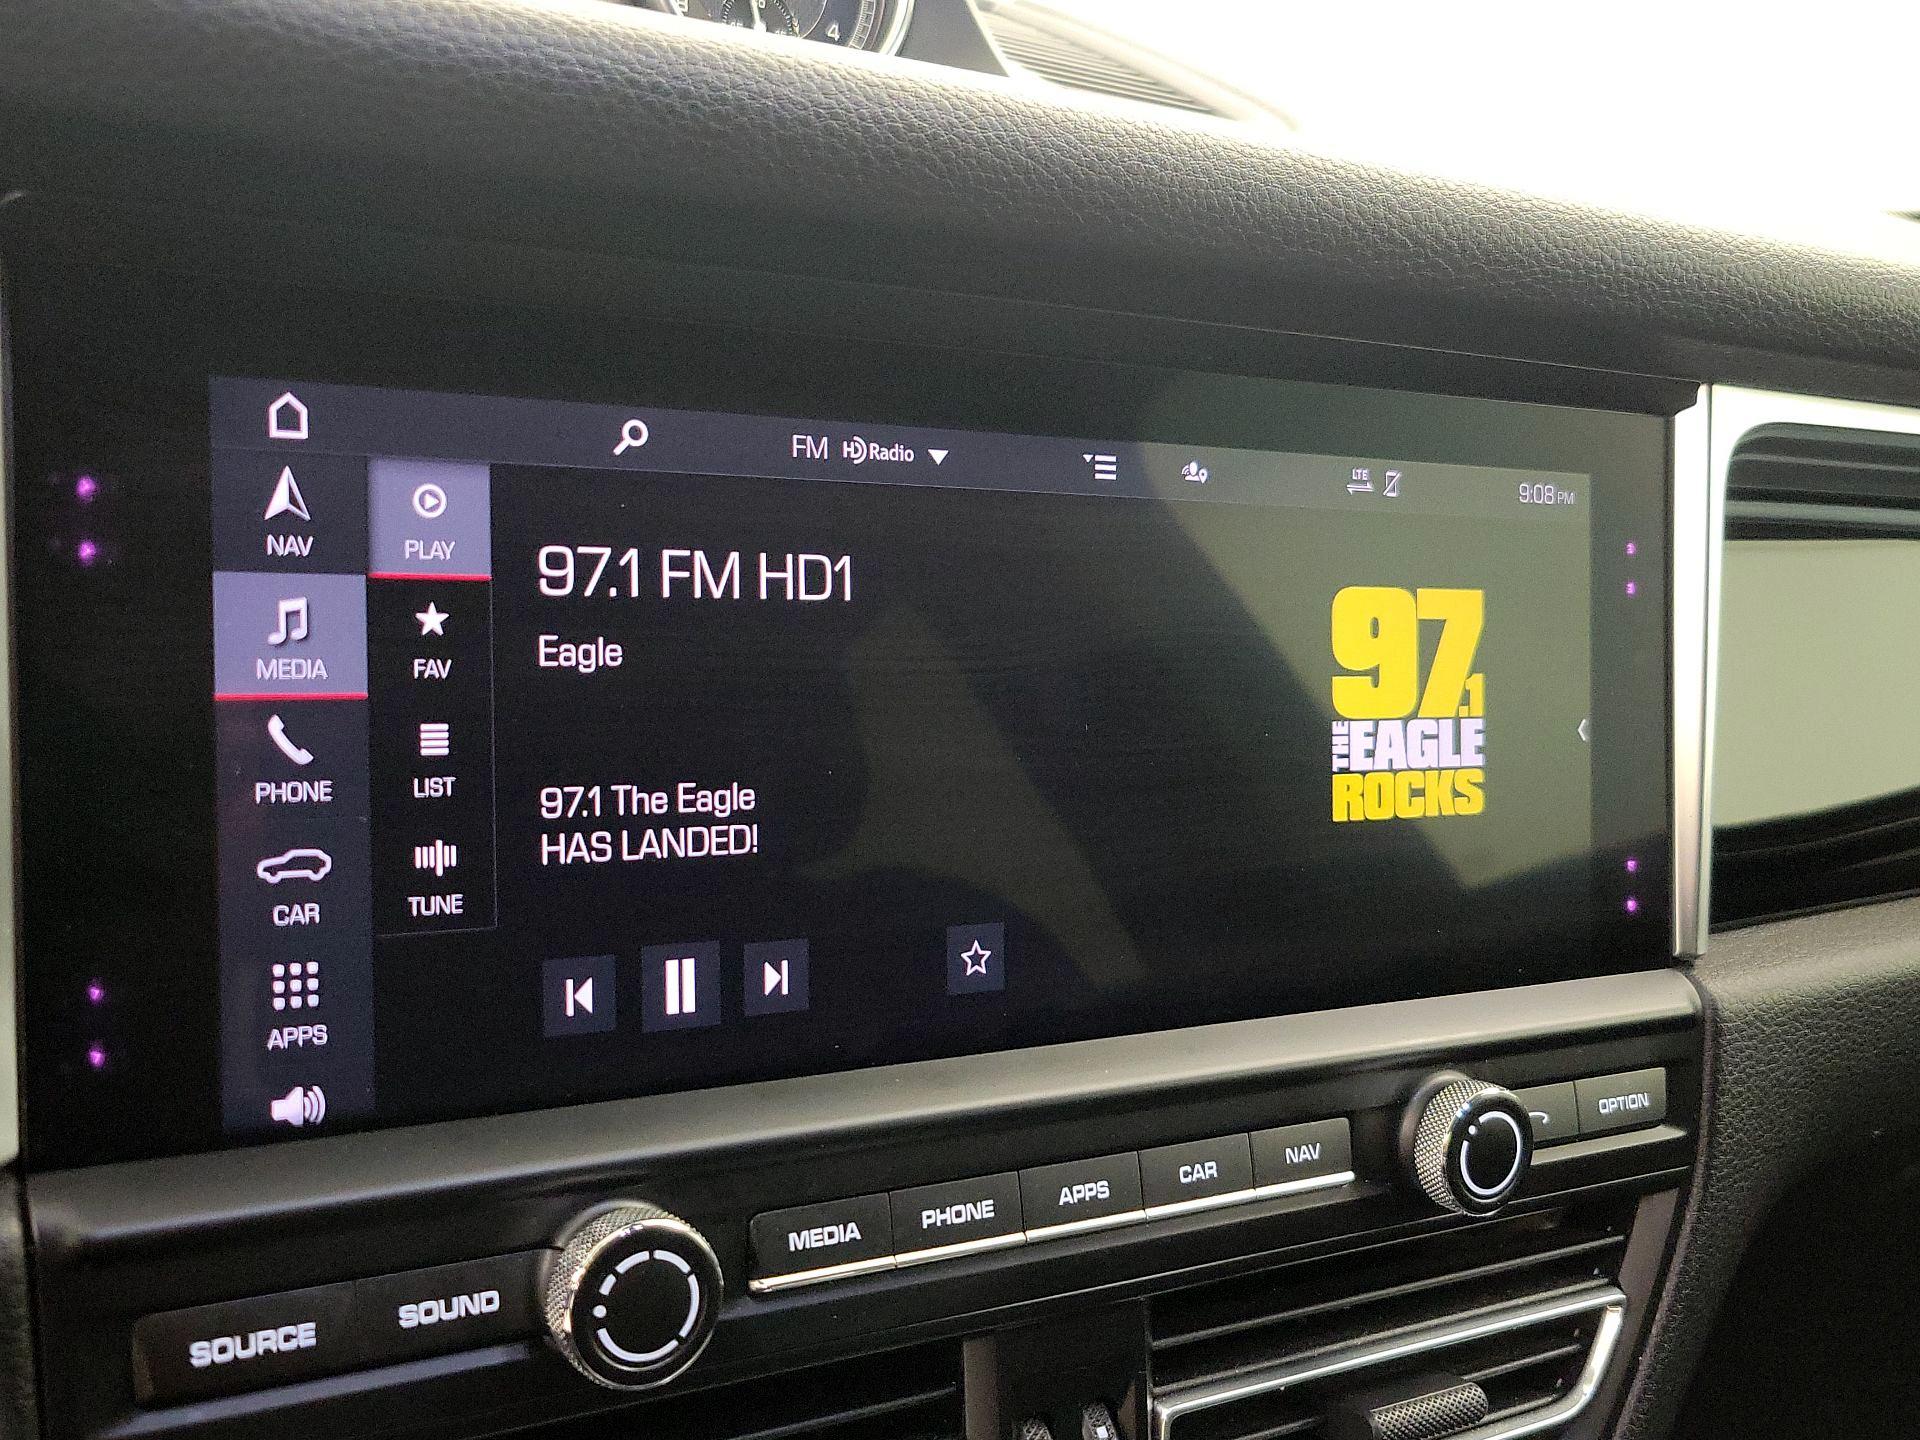 4
FM HD Radio
LTE
9:08 PM
NAV
PLAY
97.1 FM HD1
Eagle
MEDIA
FAV
97.1
THE EAGLE
ROCKS
PHONE
LIST
97.1 The Eagle
HAS LANDED!
CAR
TUNE
APPS
SOURCE
SOUND
MEDIA
PHONE
APPS
CAR
NAV
OPTION